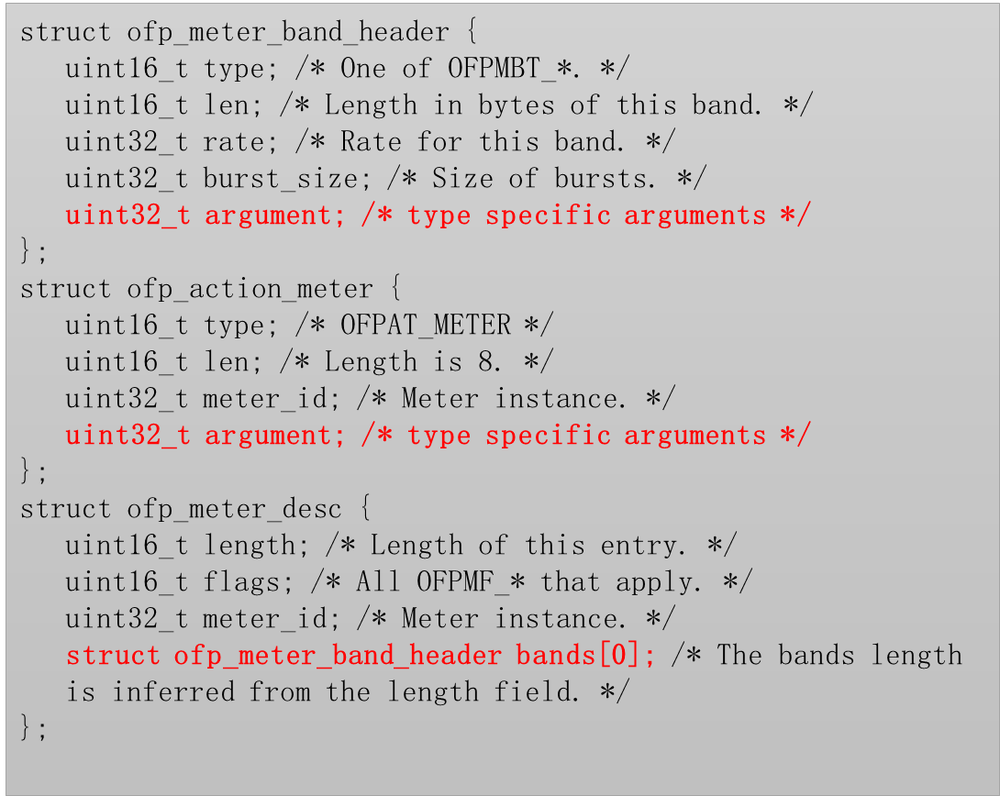 struct ofp_meter_band_header {
uint16_t type; /* One of OFPMBT_*. */
uint16_t len; /* Length in bytes of this band. */
uint32_t rate; /* Rate for this band. */
uint32_t burst_size; /* Size of bursts. */
uint32_t argument; /* type specific arguments */
};
struct ofp_action_meter {
uint16_t type; /* OFPAT_METER */
uint16_t len; /* Length is 8. */
uint32_t meter_id; /* Meter instance. */
uint32_t argument; /* type specific arguments */
};
struct ofp_meter_desc {
uint16_t length; /* Length of this entry. */
uint16_t flags; /* All OFPMF_* that apply. */
uint32_t meter_id; /* Meter instance. */
struct ofp_meter_band_header bands[0]; /* The bands length
is inferred from the length field. */
};